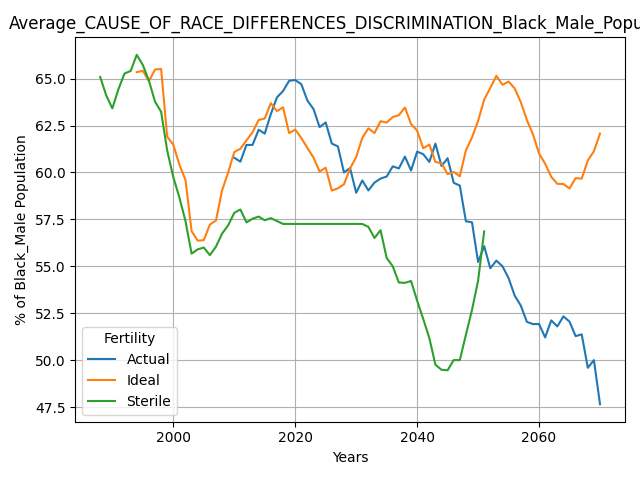 Average_CAUSE_OF_RACE_DIFFERENCES_DISCRIMINATION_Black_Male_Popu
% of Black_Male Population
65.0
62.5
60.0
57.5
55.0
52.5
50.0
47.5
Fertility
Actual
Ideal
Sterile
2000 2020 2040 2060
Years